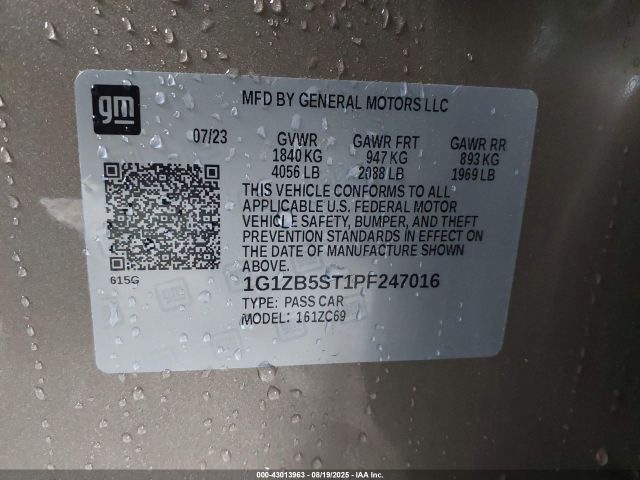 gm
MFD BY GENERAL MOTORS LLC
07/23 GVWR GAWR FRT GAWR RR
1840 KG 947 KG 893 KG
4056 LB 2088 LB 1969 LB
THIS VEHICLE CONFORMS TO ALL
APPLICABLE U.S. FEDERAL MOTOR
VEHICLE SAFETY, BUMPER, AND THEFT
PREVENTION STANDARDS IN EFFECT ON
THE DATE OF MANUFACTURE SHOWN
ABOVE.
615G
1G1ZB5ST1PF247016
TYPE: PASS CAR
MODEL: 161ZC69
000-43013963 - 08/19/2025 - IAAI.COM